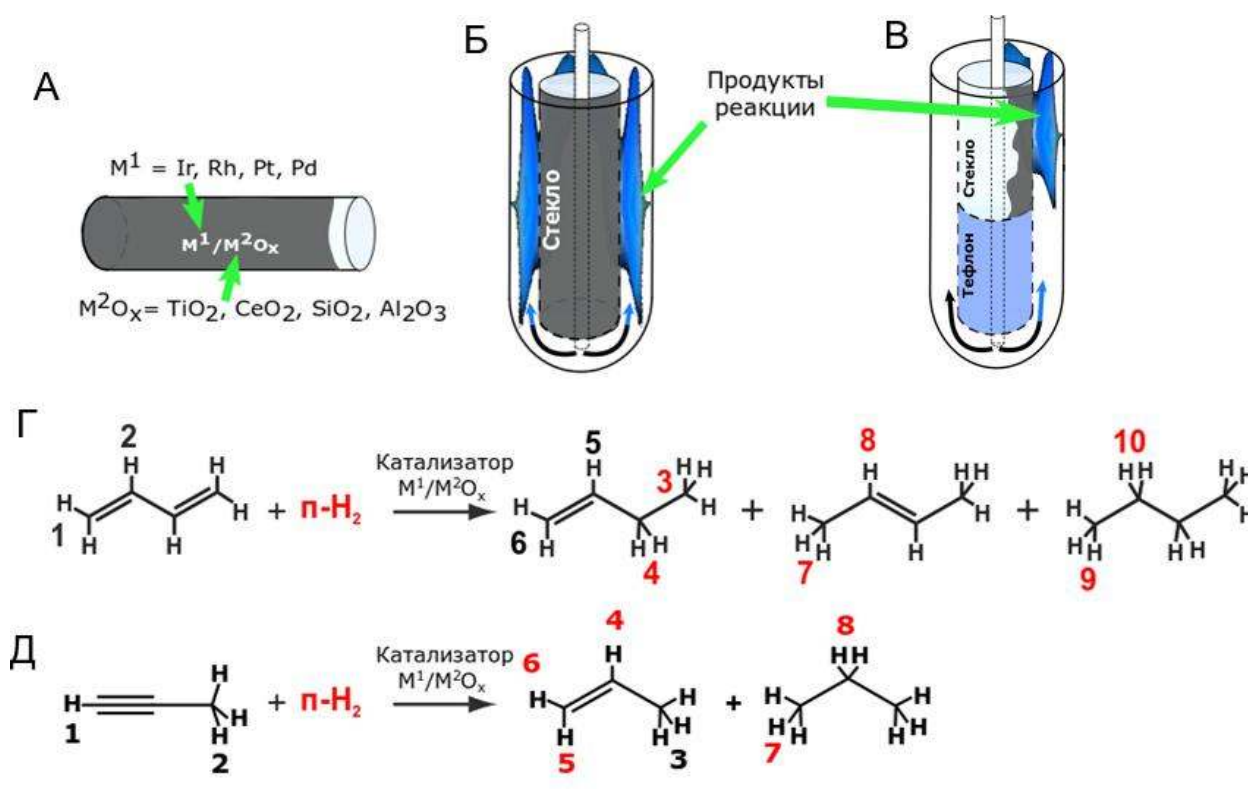 А
M¹ = Ir, Rh, Pt, Pd
M¹/M²Oₓ
M²Oₓ= TiO₂, CeO₂, SiO₂, Al₂O₃
Б
Стекло
Продукты
реакции
В
Стекло
Тефлон
Г
2
H H
H H
1 H H
+ п-H₂
Катализатор
M¹/M²Oₓ
5
H H H
3
H H
6 H H H
4
+
8
H H H
H H
H H H
7
+
10
H H H H
H H
H H H H
9
Д
H H
1 H
H
2
+ п-H₂
Катализатор
M¹/M²Oₓ
4
6 H
H H
H
H H
5 3
+
8
H H
H H
H H H H
7